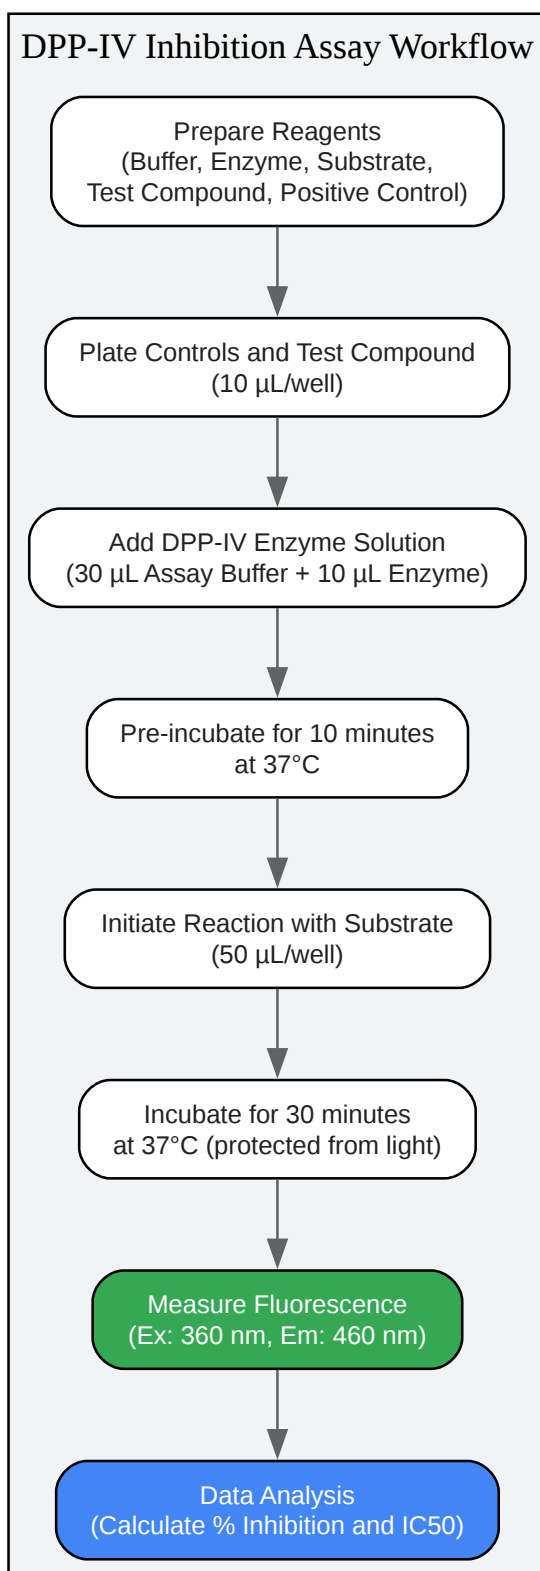 DPP-IV Inhibition Assay Workflow
Prepare Reagents
(Buffer, Enzyme, Substrate,
Test Compound, Positive Control)
Plate Controls and Test Compound
(10 µL/well)
Add DPP-IV Enzyme Solution
(30 µL Assay Buffer + 10 µL Enzyme)
Pre-incubate for 10 minutes
at 37°C
Initiate Reaction with Substrate
(50 µL/well)
Incubate for 30 minutes
at 37°C (protected from light)
Measure Fluorescence
(Ex: 360 nm, Em: 460 nm)
Data Analysis
(Calculate % Inhibition and IC50)